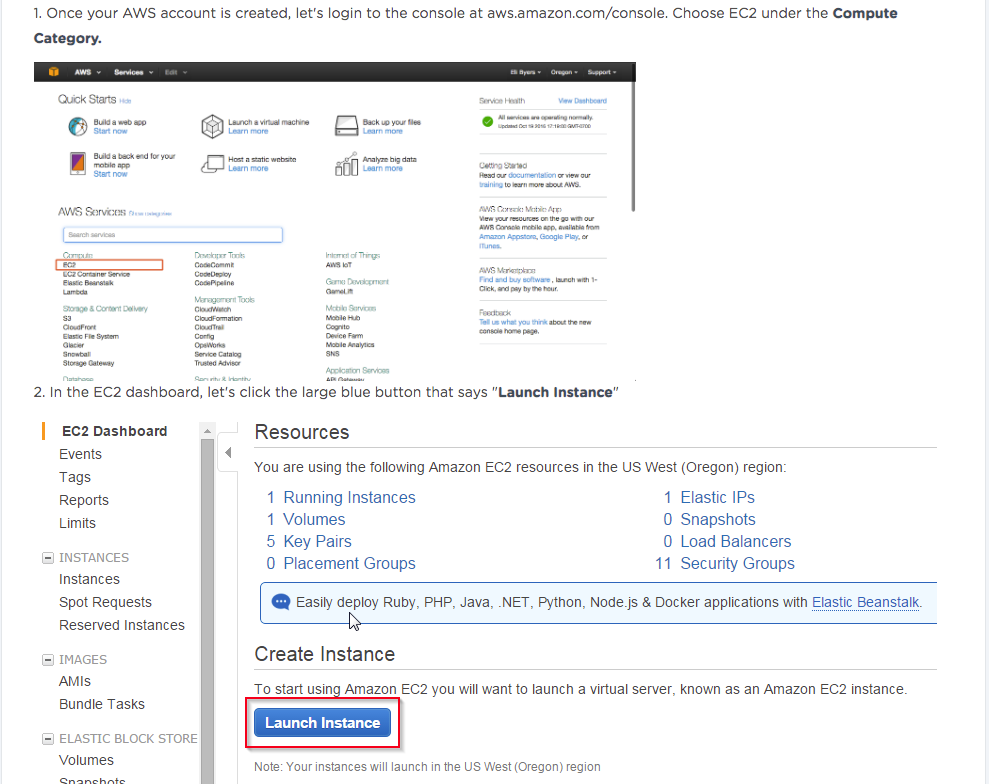 1. Once your AWS account is created, let's login to the console at aws.amazon.com/console. Choose EC2 under the Compute
Category.
AWS Services Edit Eli Byers Oregon Support
Quick Starts Hide
Build a web app
Start now
Launch a virtual machine
Learn more
Back up your files
Learn more
Build a back end for your
mobile app
Start now
Host a static website
Learn more
Analyze big data
Learn more
AWS Services Show categories
Search services
Compute
EC2
EC2 Container Service
Elastic Beanstalk
Lambda
Storage & Content Delivery
S3
CloudFront
Elastic File System
Glacier
Snowball
Storage Gateway
Database
Developer Tools
CodeCommit
CodeDeploy
CodePipeline
Management Tools
CloudWatch
CloudFormation
CloudTrail
Config
OpsWorks
Service Catalog
Trusted Advisor
Security & Identity
Internet of Things
AWS IoT
Game Development
GameLift
Mobile Services
Mobile Hub
Cognito
Device Farm
Mobile Analytics
SNS
Application Services
API Gateway
Service Health View Dashboard
All services are operating normally.
Updated Oct 19 2016 17:19:00 GMT-0700
Getting Started
Read our documentation or view our
training to learn more about AWS.
AWS Console Mobile App
View your resources on the go with our
AWS Console mobile app, available from
Amazon Appstore, Google Play, or
iTunes.
AWS Marketplace
Find and buy software, launch with 1-
Click, and pay by the hour.
Feedback
Tell us what you think about the new
console home page.
2. In the EC2 dashboard, let's click the large blue button that says "Launch Instance"
EC2 Dashboard
Events
Tags
Reports
Limits
INSTANCES
Instances
Spot Requests
Reserved Instances
IMAGES
AMIs
Bundle Tasks
ELASTIC BLOCK STORE
Volumes
Snapshots
Resources
You are using the following Amazon EC2 resources in the US West (Oregon) region:
1 Running Instances 1 Elastic IPs
1 Volumes 0 Snapshots
5 Key Pairs 0 Load Balancers
0 Placement Groups 11 Security Groups
Easily deploy Ruby, PHP, Java, .NET, Python, Node.js & Docker applications with Elastic Beanstalk.
Create Instance
To start using Amazon EC2 you will want to launch a virtual server, known as an Amazon EC2 instance.
Launch Instance
Note: Your instances will launch in the US West (Oregon) region